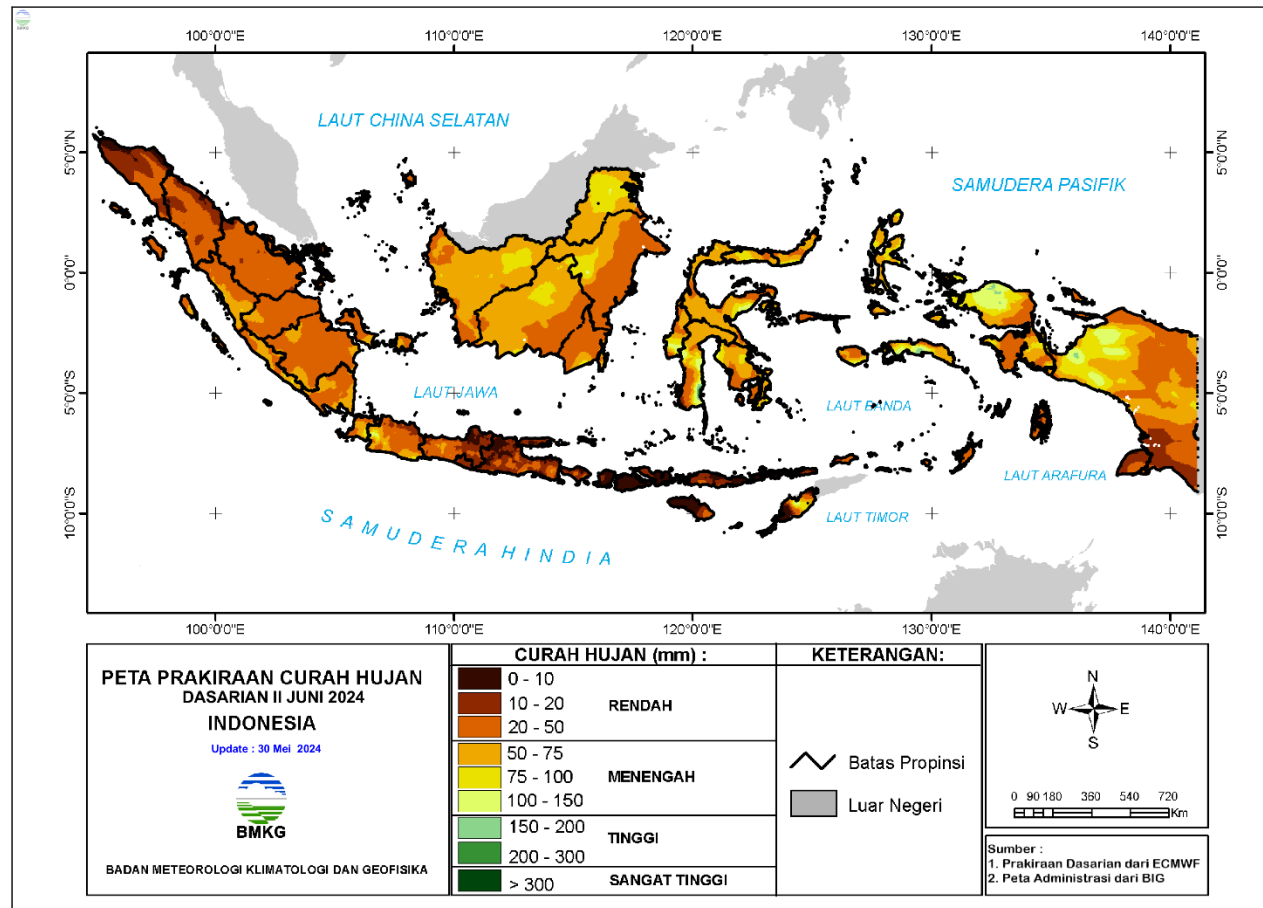 BMKG
100°0'0"E
110°0'0"E
120°0'0"E
130°0'0"E
140°0'0"E
5°0'0"N
0°0'0"
5°0'0"S
10°0'0"S
LAUT CHINA SELATAN
SAMUDERA PASIFIK
LAUT JAWA
LAUT BANDA
LAUT ARAFURA
LAUT TIMOR
SAMUDERA HINDIA
5°0'0"N
0°0'0"
5°0'0"S
10°0'0"S
100°0'0"E
110°0'0"E
120°0'0"E
130°0'0"E
140°0'0"E
PETA PRAKIRAAN CURAH HUJAN
DASARIAN II JUNI 2024
INDONESIA
Update : 30 Mei 2024
BMKG
BADAN METEOROLOGI KLIMATOLOGI DAN GEOFISIKA
CURAH HUJAN (mm) :
0 - 10
10 - 20
RENDAH
20 - 50
50 - 75
75 - 100
MENENGAH
100 - 150
150 - 200
TINGGI
200 - 300
> 300
SANGAT TINGGI
KETERANGAN:
Batas Propinsi
Luar Negeri
N
W
E
S
0 90 180 360 540 720
Km
Sumber :
1. Prakiraan Dasarian dari ECMWF
2. Peta Administrasi dari BIG